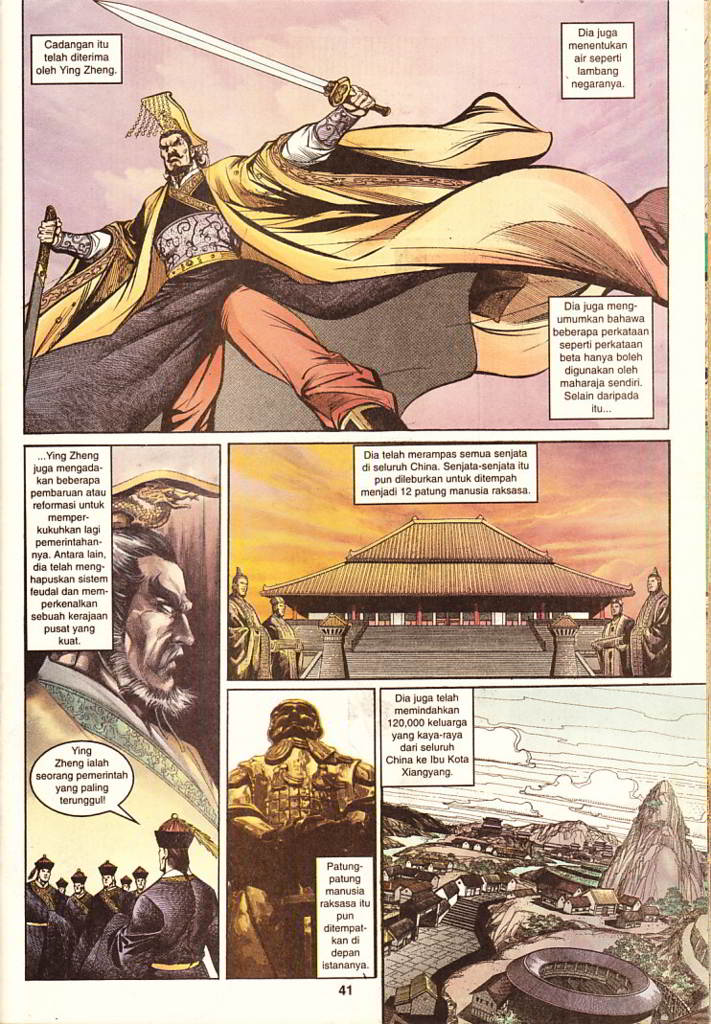 Cadangan itu
telah diterima
oleh Ying Zheng.
Dia juga
menentukan
air seperti
lambang
negaranya.
Dia juga meng-
umumkan bahawa
beberapa perkataan
seperti perkataan
beta hanya boleh
digunakan oleh
maharaja sendiri.
Selain daripada
itu...
...Ying Zheng
juga mengada-
kan beberapa
pembaruan atau
reformasi untuk
memper-
kukuhkan lagi
pemerintahan-
nya. Antara lain,
dia telah meng-
hapuskan sistem
feudal dan mem-
perkenalkan
sebuah kerajaan
pusat yang
kuat.
Dia telah merampas semua senjata
di seluruh China. Senjata-senjata itu
pun dileburkan untuk ditempah
menjadi 12 patung manusia raksasa.
Ying
Zheng ialah
seorang pemerintah
yang paling
terunggul!
Patung-
patung
manusia
raksasa itu
pun
ditempat-
kan di
depan
istananya.
Dia juga telah
memindahkan
120,000 keluarga
yang kaya-raya
dari seluruh
China ke Ibu Kota
Xiangyang.
41